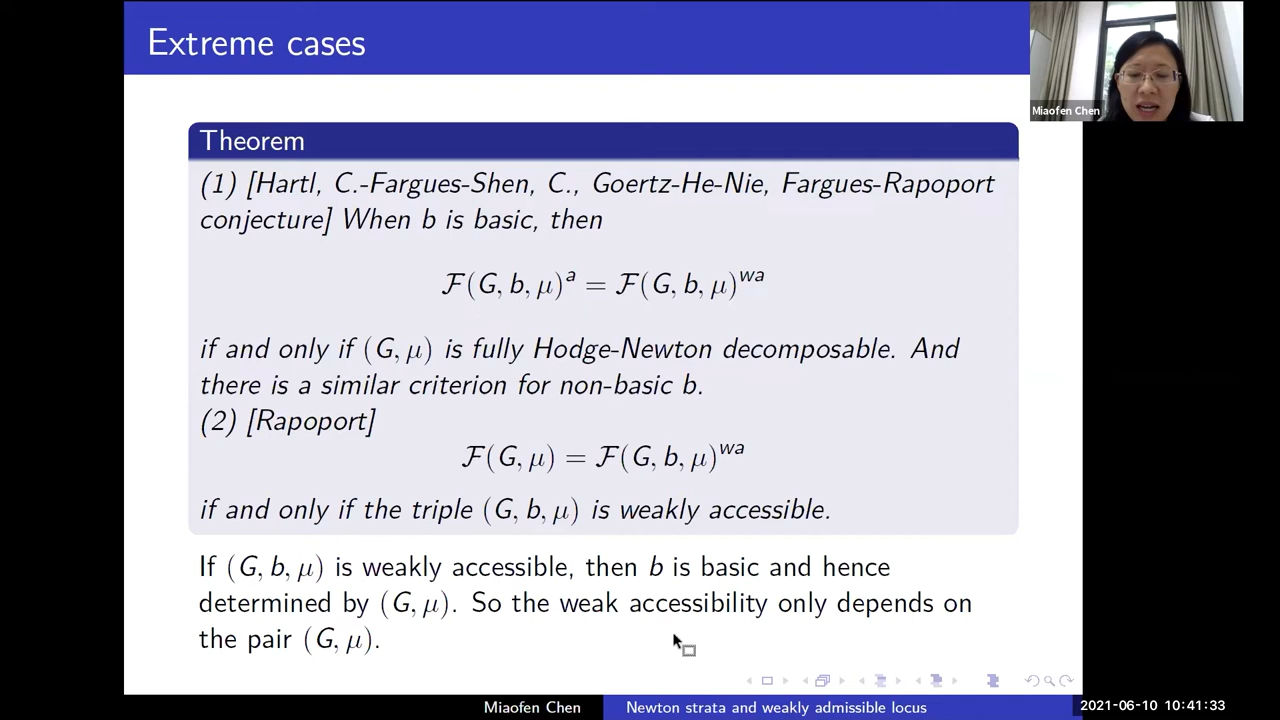 Extreme cases
Miaofen Chen
Theorem
(1) [Hartl, C.-Fargues-Shen, C., Goertz-He-Nie, Fargues-Rapoport
conjecture] When b is basic, then
ℱ(G, b, μ)ᵃ = ℱ(G, b, μ)ʷᵃ
if and only if (G, μ) is fully Hodge-Newton decomposable. And
there is a similar criterion for non-basic b.
(2) [Rapoport]
ℱ(G, μ) = ℱ(G, b, μ)ʷᵃ
if and only if the triple (G, b, μ) is weakly accessible.
If (G, b, μ) is weakly accessible, then b is basic and hence
determined by (G, μ). So the weak accessibility only depends on
the pair (G, μ).
Miaofen Chen
Newton strata and weakly admissible locus
2021-06-10 10:41:33